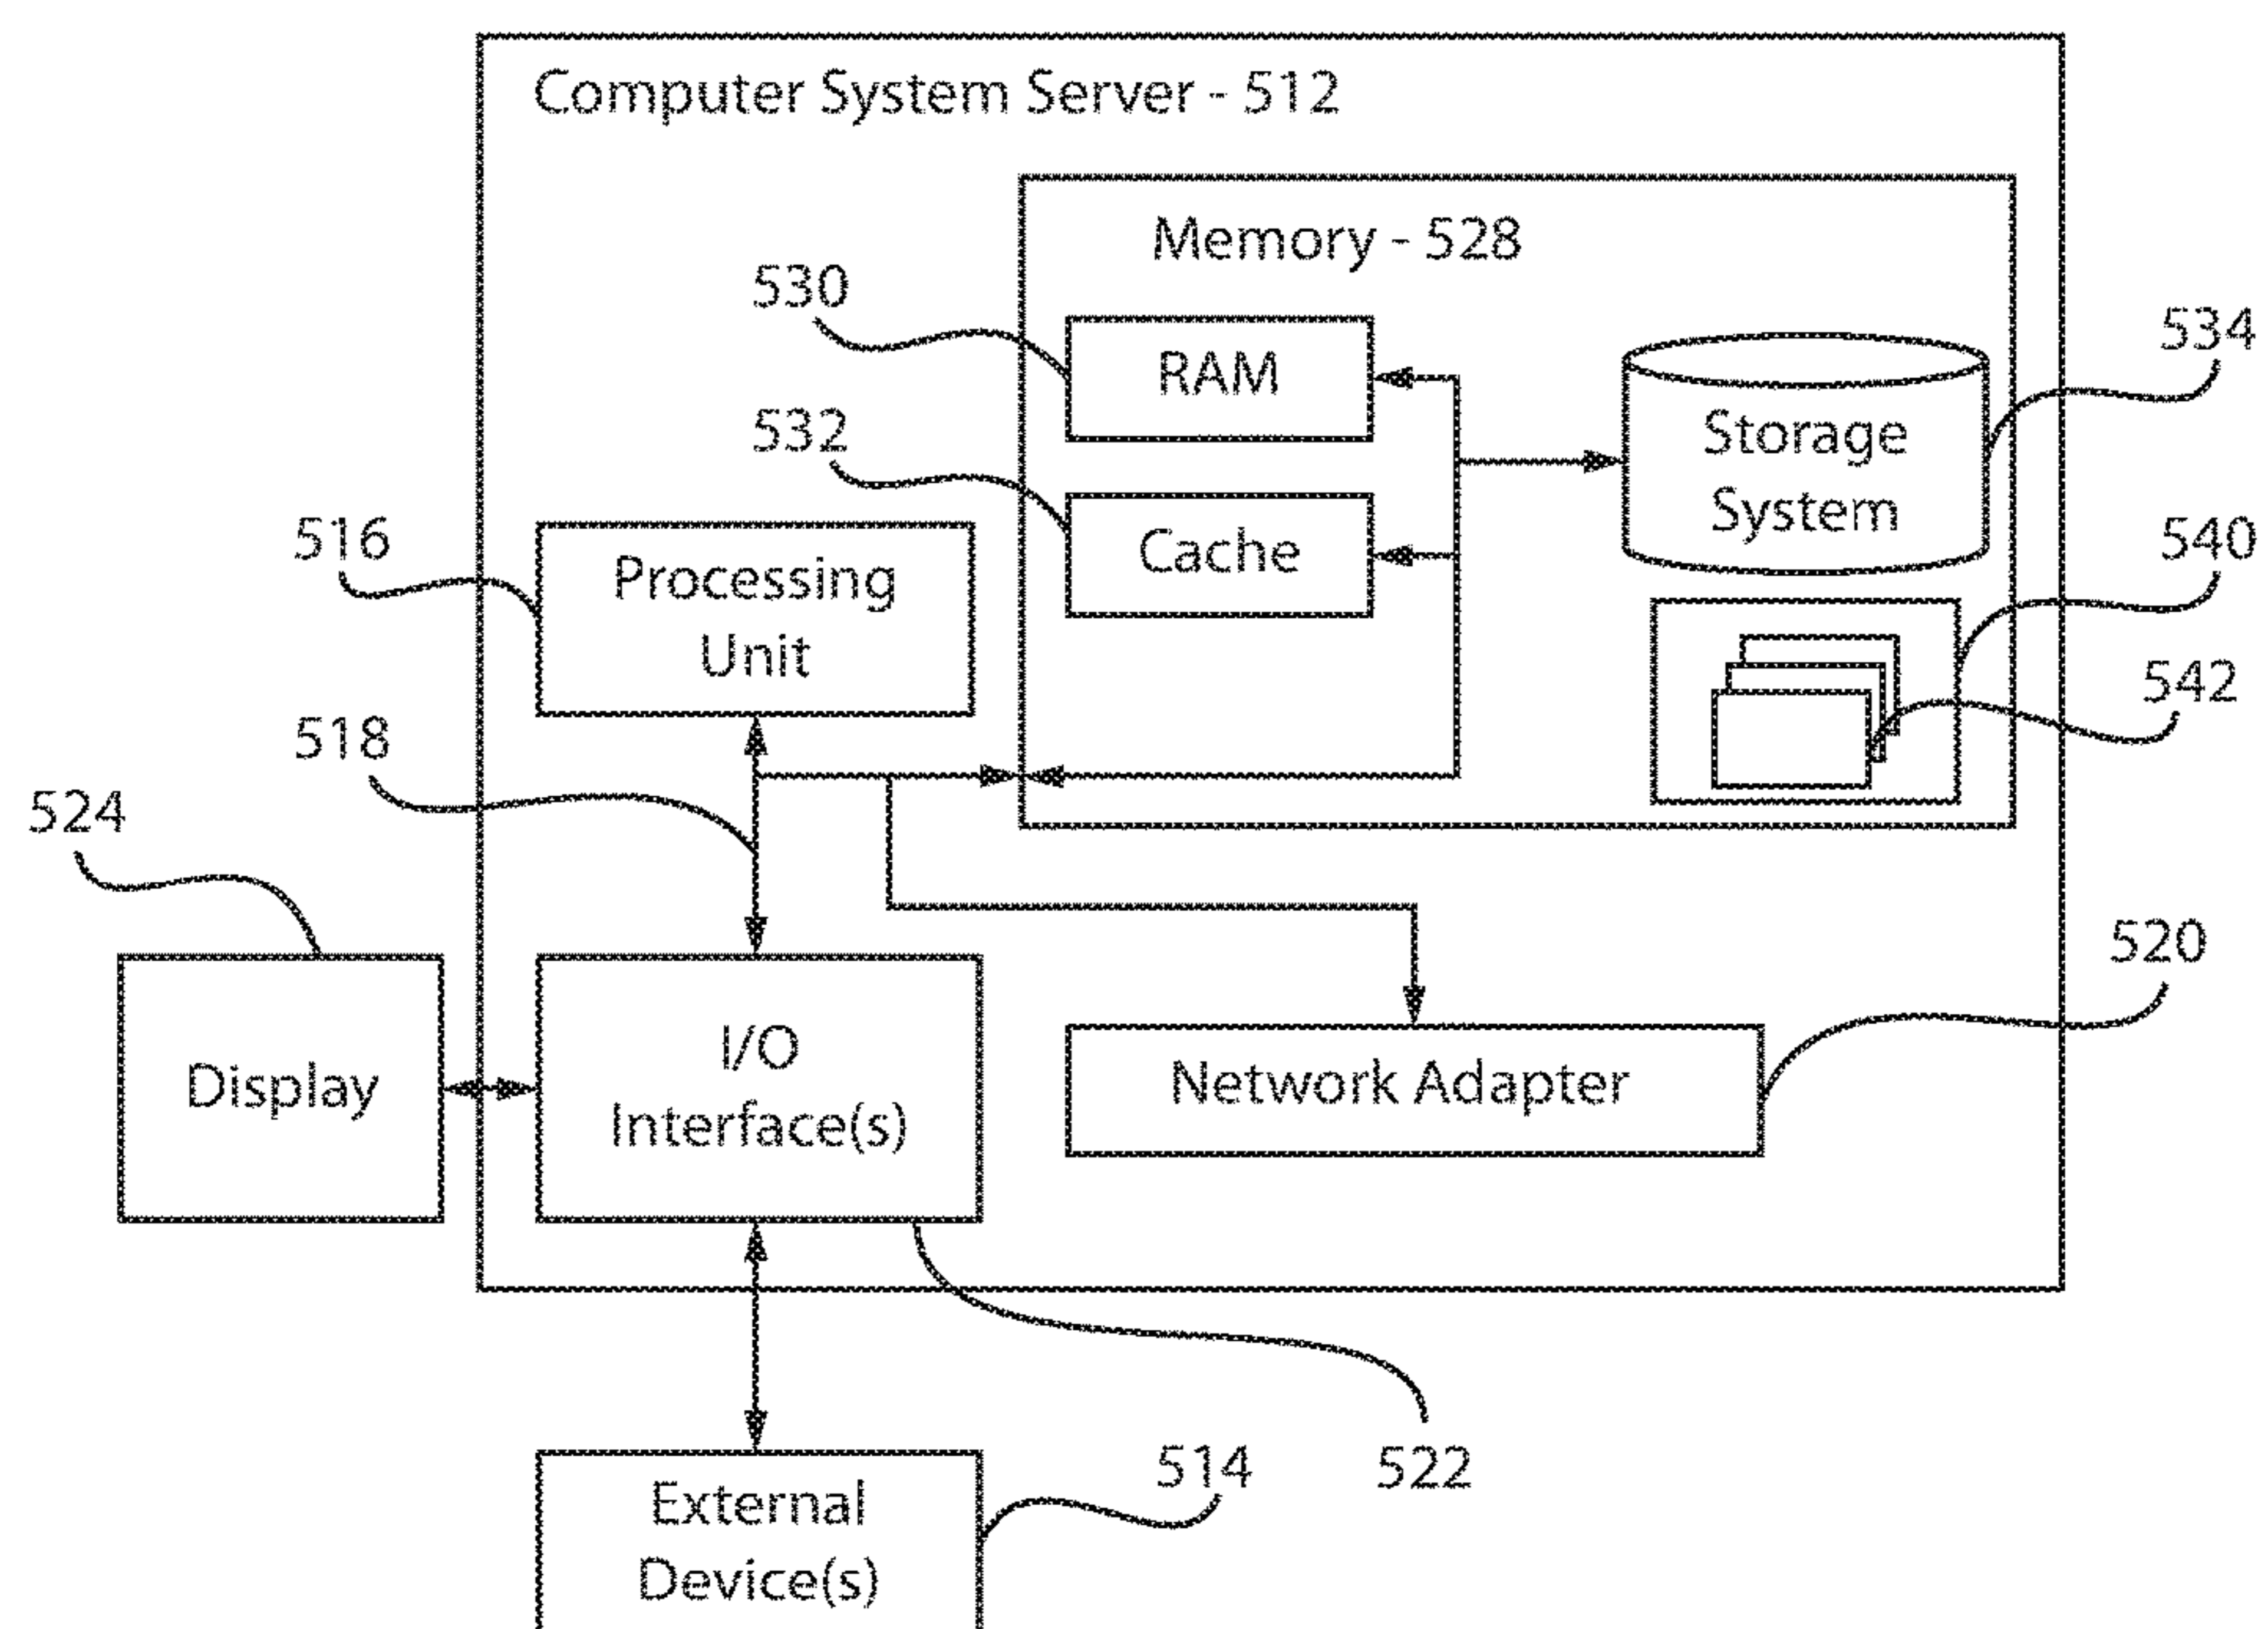 Computer System Server - 512
Memory - 528
530
RAM
534
532
Storage
System
Cache
516
Processing
Unit
540
542
518
524
520
Display
I/O
Interface(s)
Network Adapter
514
522
External
Device(s)